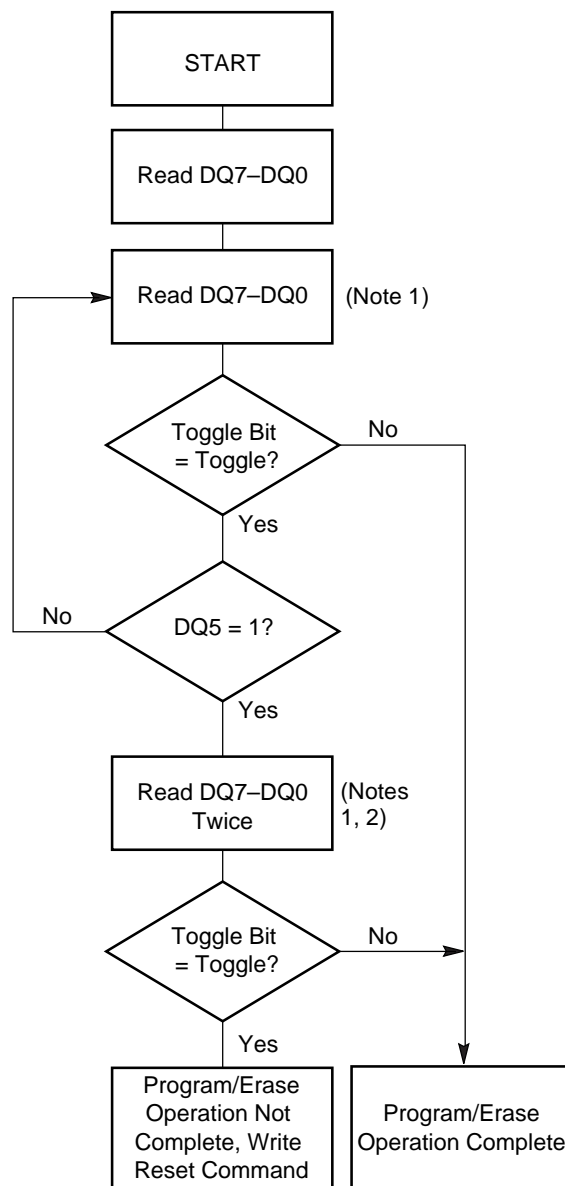 START
Read DQ7–DQ0
Read DQ7–DQ0
(Note 1)
Toggle Bit
= Toggle?
No
Yes
DQ5 = 1?
No
Yes
Read DQ7–DQ0
Twice
(Notes
1, 2)
Toggle Bit
= Toggle?
No
Yes
Program/Erase
Operation Not
Complete, Write
Reset Command
Program/Erase
Operation Complete